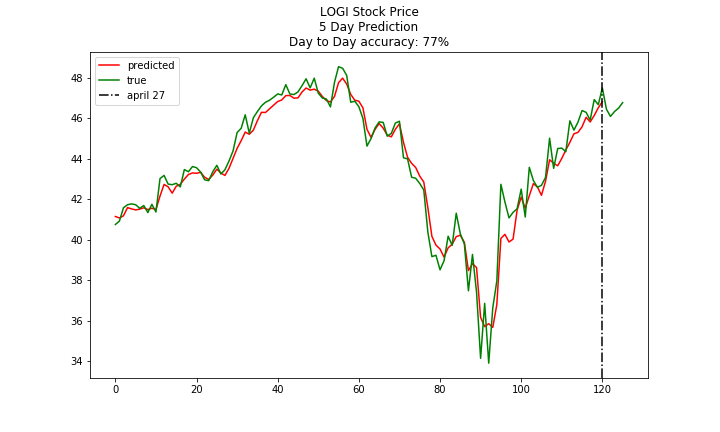 LOGI Stock Price
5 Day Prediction
Day to Day accuracy: 77%
predicted
true
april 27
48
46
44
42
40
38
36
34
0 20 40 60 80 100 120